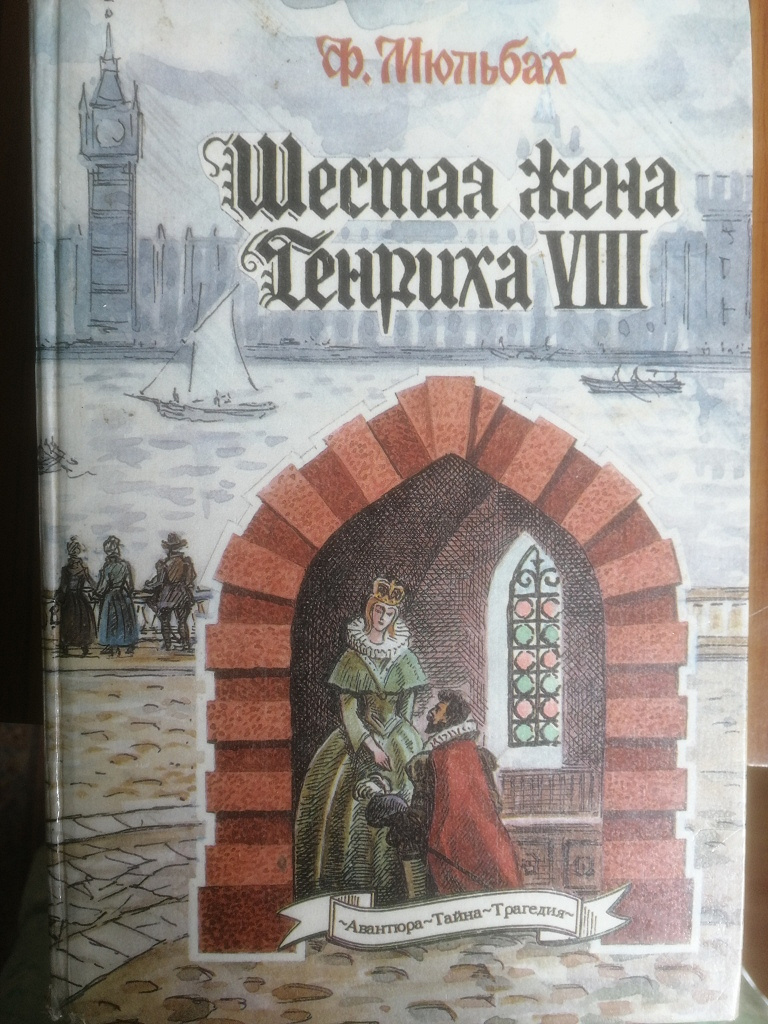 Ф. Мюльбах
Шестая жена
Генриха VIII
~Авантюра~Тайна~Трагедия~